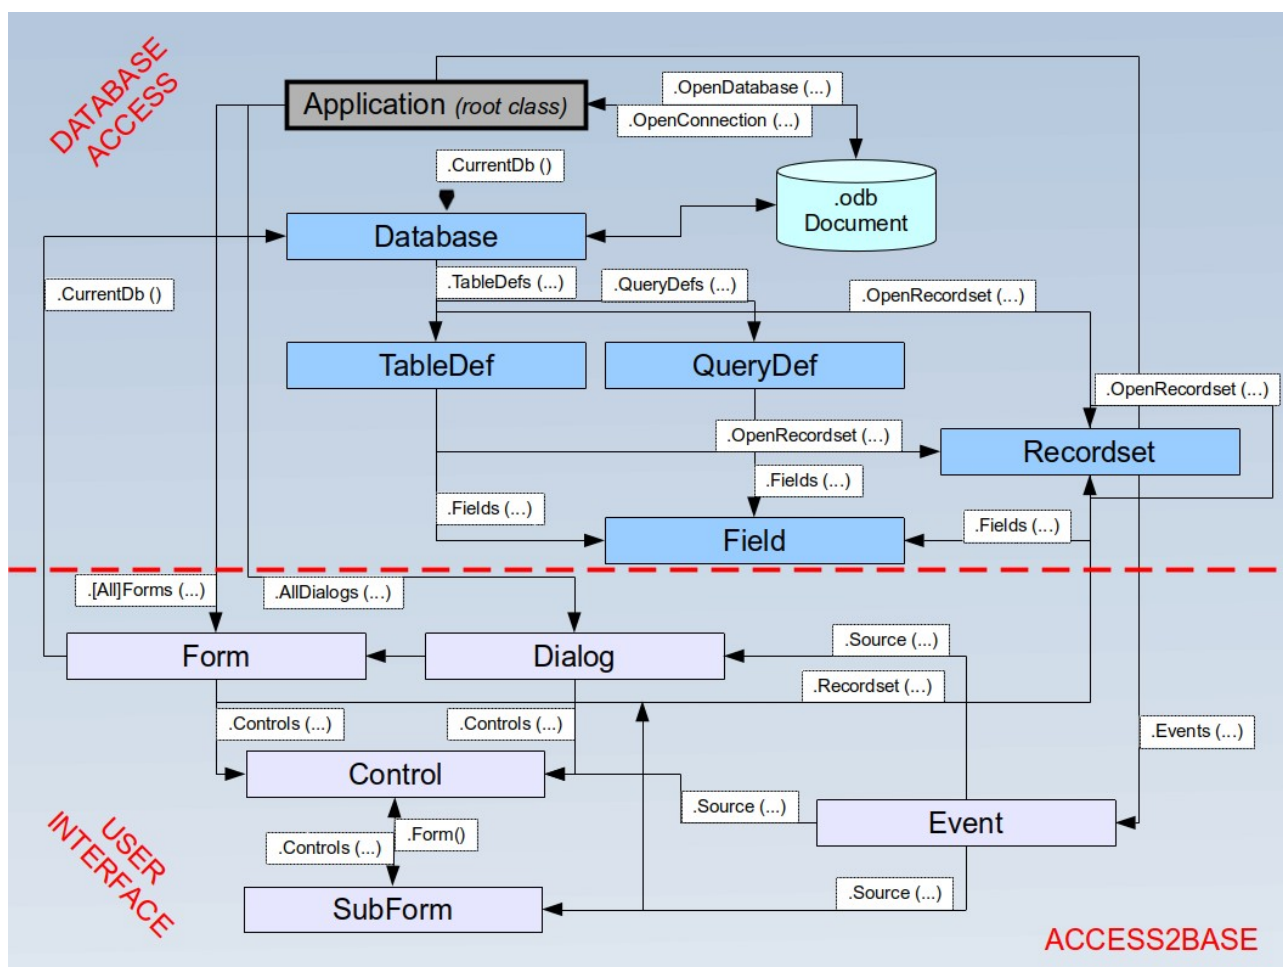 DATABASE
ACCESS
Application (root class)
.OpenDatabase (...)
.OpenConnection (...)
.CurrentDb ()
.odb
Document
Database
.CurrentDb ()
.TableDefs (...)
.QueryDefs (...)
.OpenRecordset (...)
TableDef
QueryDef
.OpenRecordset (...)
.OpenRecordset (...)
Recordset
.Fields (...)
.Fields (...)
.Fields (...)
Field
.[All]Forms (...)
.AllDialogs (...)
Form
Dialog
.Source (...)
.Recordset (...)
.Controls (...)
.Controls (...)
.Events (...)
Control
.Source (...)
Event
USER
INTERFACE
.Form()
.Controls (...)
SubForm
.Source (...)
ACCESS2BASE